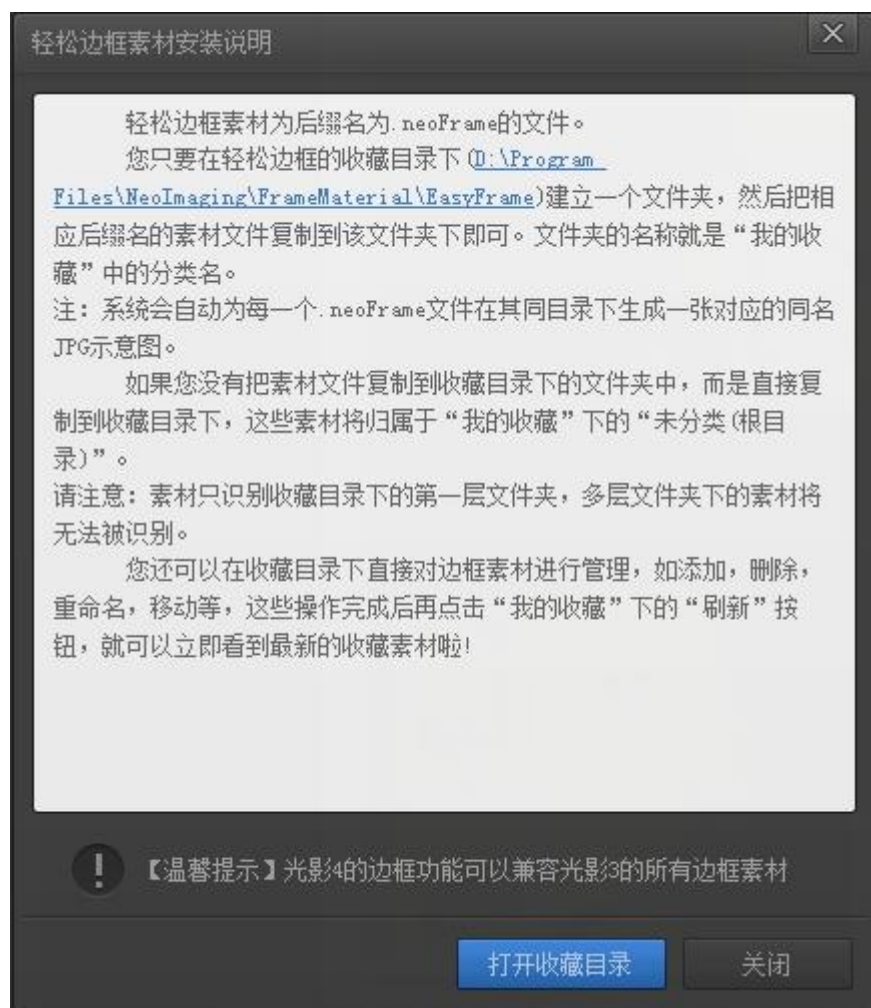 轻松边框素材安装说明
轻松边框素材为后缀名为.neoFrame的文件。
您只要在轻松边框的收藏目录下(D:\Program
Files\NeoImaging\FrameMaterial\EasyFrame)建立一个文件夹，然后把相
应后缀名的素材文件复制到该文件夹下即可。文件夹的名称就是“我的收
藏”中的分类名。
注：系统会自动为每一个.neoFrame文件在其同目录下生成一张对应的同名
JPG示意图。
如果您没有把素材文件复制到收藏目录下的文件夹中，而是直接复
制到收藏目录下，这些素材将归属于“我的收藏”下的“未分类(根目
录)”。
请注意：素材只识别收藏目录下的第一层文件夹，多层文件夹下的素材将
无法被识别。
您还可以在收藏目录下直接对边框素材进行管理，如添加，删除，
重命名，移动等，这些操作完成后再点击“我的收藏”下的“刷新”按
钮，就可以立即看到最新的收藏素材啦!
【温馨提示】光影4的边框功能可以兼容光影3的所有边框素材
打开收藏目录
关闭